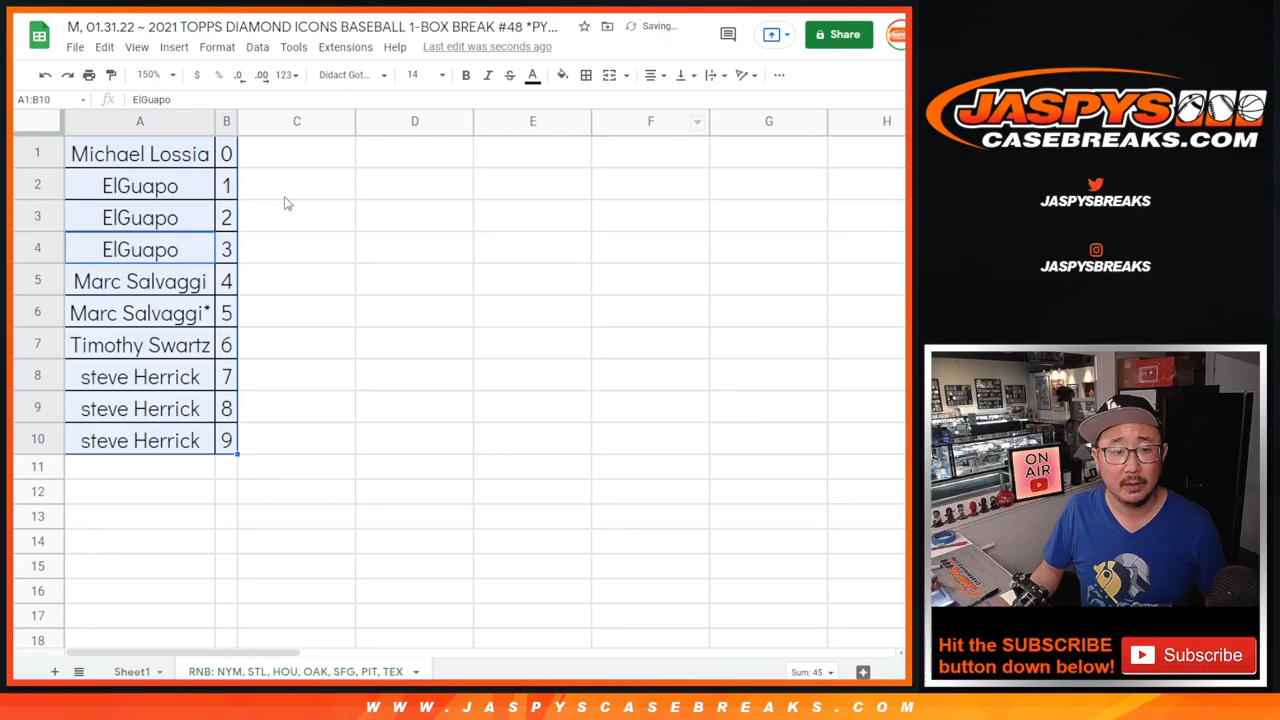 M, 01.31.22 ~ 2021 TOPPS DIAMOND ICONS BASEBALL 1-BOX BREAK #48 *PY...
Saving...
Share
File Edit View Insert Format Data Tools Extensions Help Last edit was seconds ago
150% $ % .0 .00 123 Didact Got... 14 B I S A
A1:B10 fx ElGuapo
A B C D E F G H
1 Michael Lossia 0
2 ElGuapo 1
3 ElGuapo 2
4 ElGuapo 3
5 Marc Salvaggi 4
6 Marc Salvaggi* 5
7 Timothy Swartz 6
8 steve Herrick 7
9 steve Herrick 8
10 steve Herrick 9
11
12
13
14
15
16
17
18
+ Sheet1 RNB: NYM, STL, HOU, OAK, SFG, PIT, TEX Sum: 45
JASPYS
CASEBREAKS.COM
JASPYSBREAKS
JASPYSBREAKS
ON
AIR
Hit the SUBSCRIBE
button down below!
Subscribe
WWW.JASPYSCASEBREAKS.COM